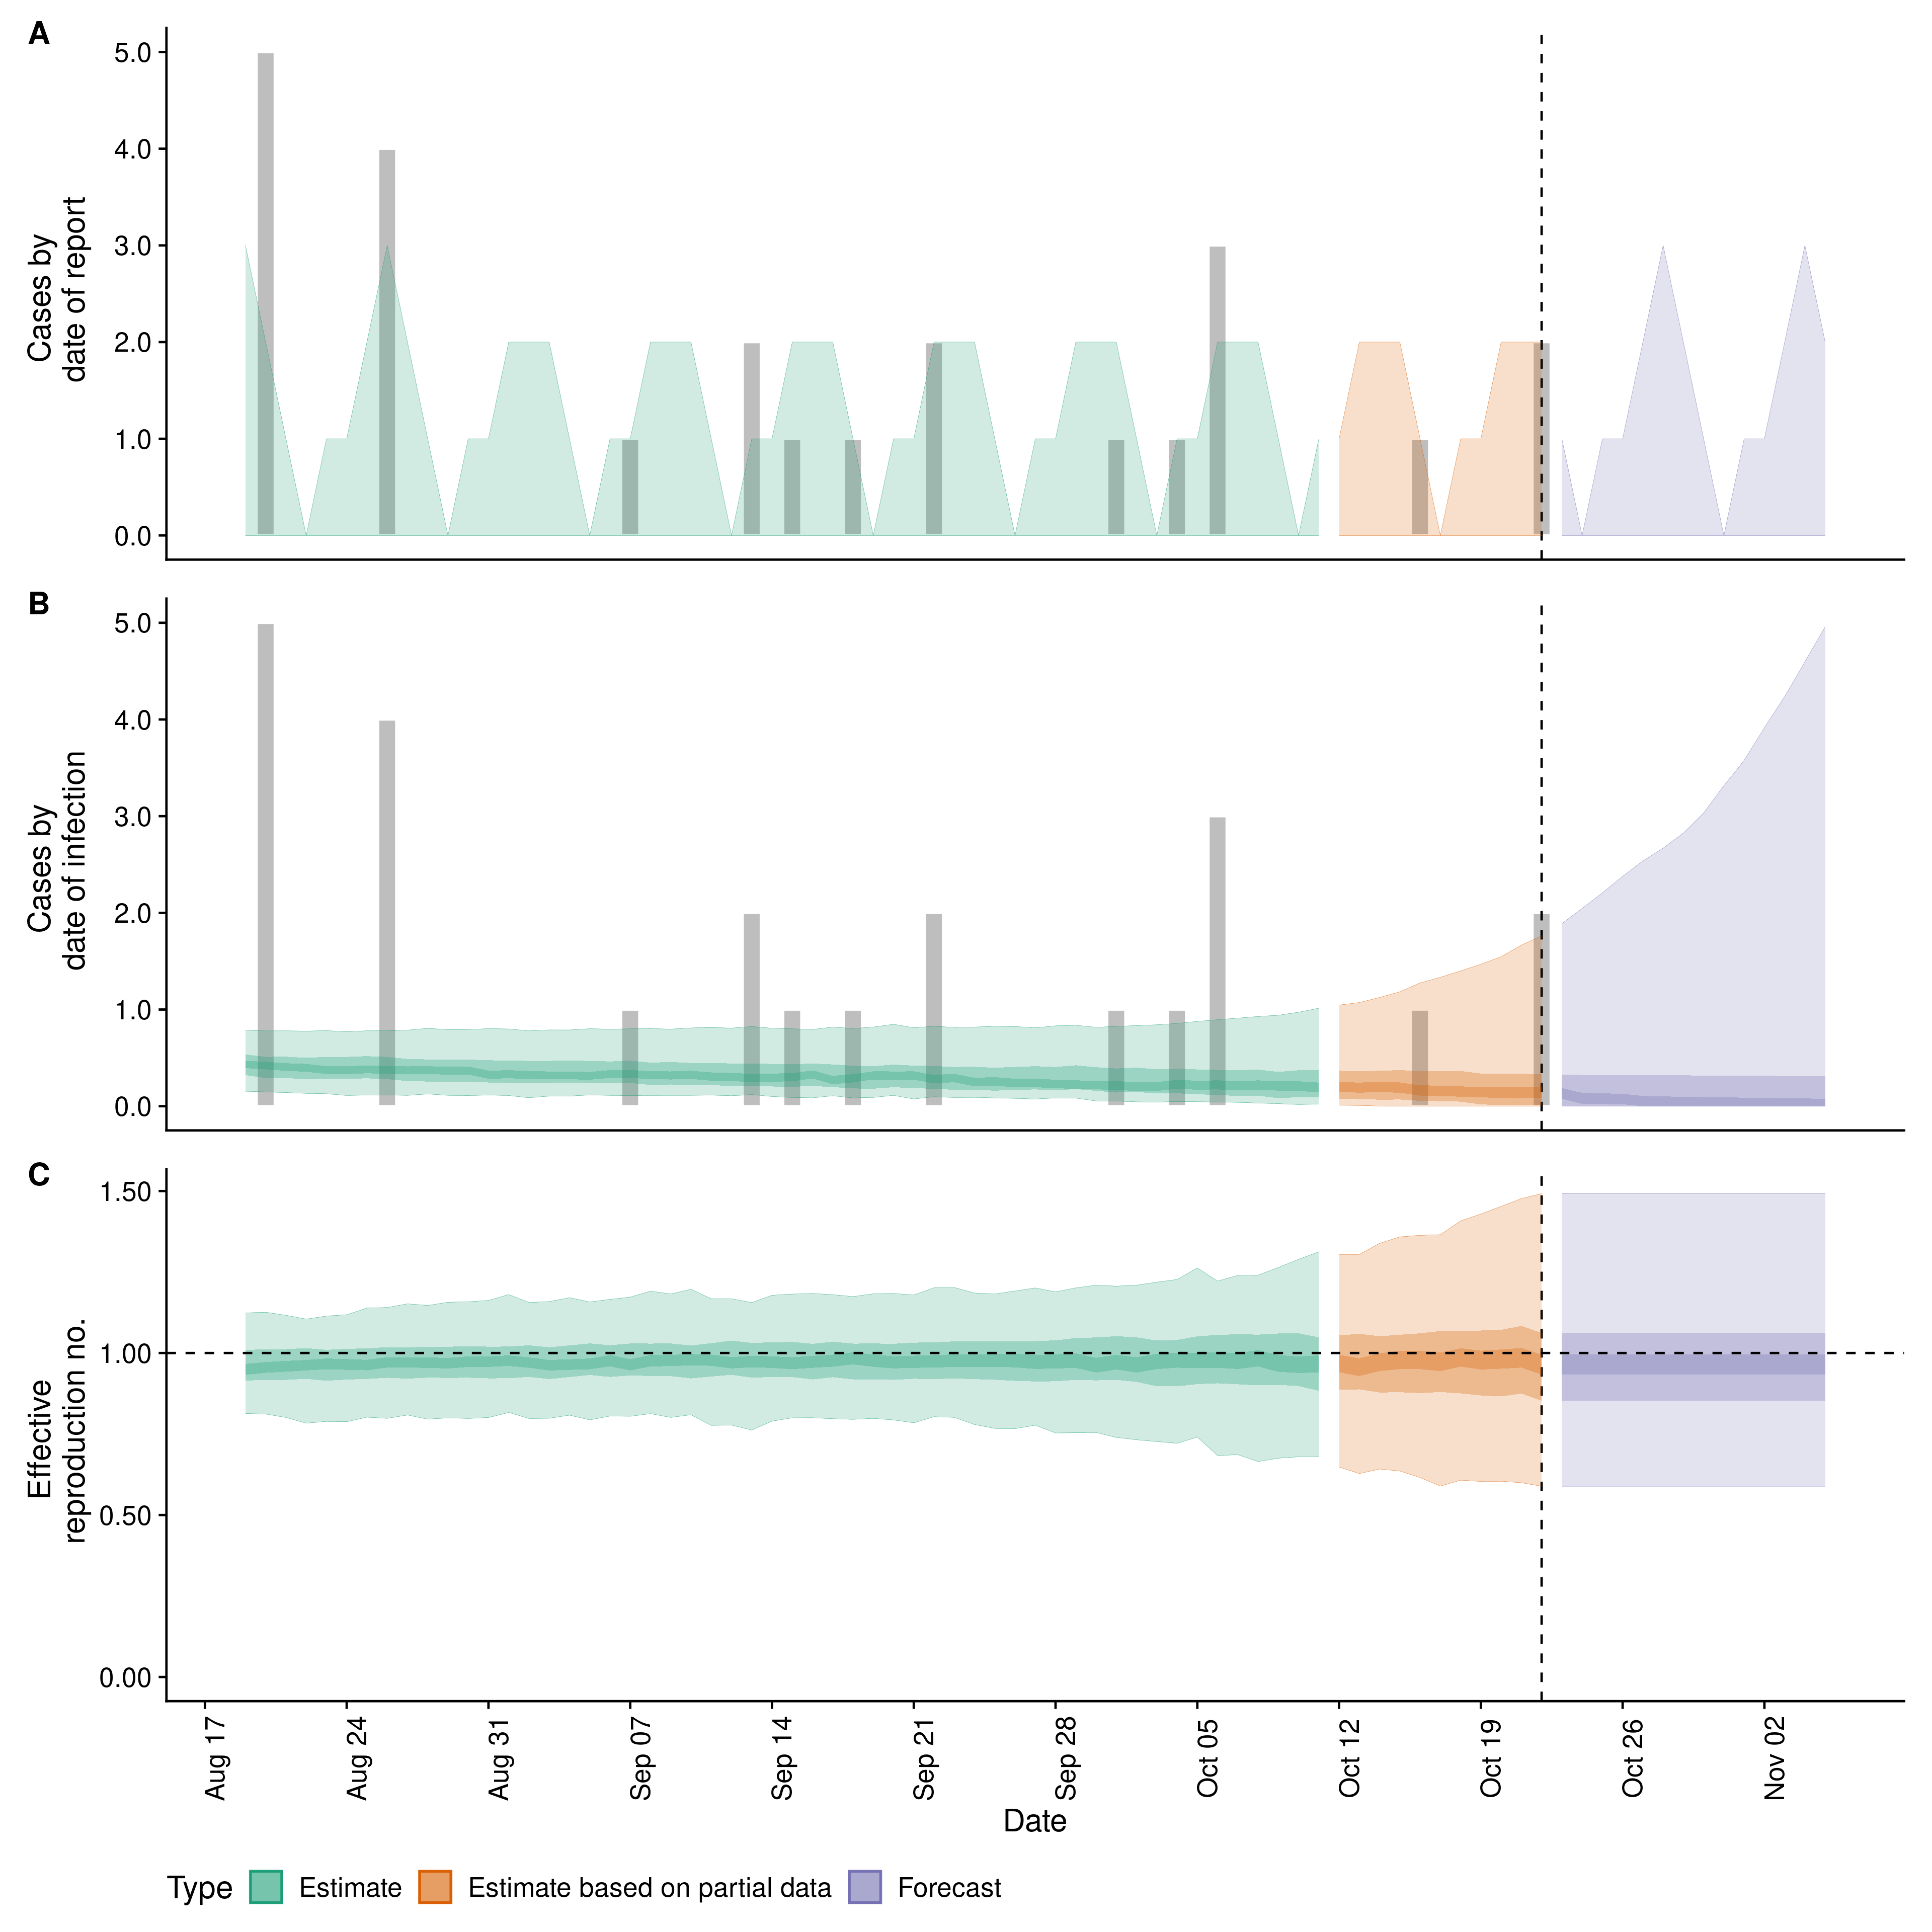 A
Cases by
date of report
5.0
4.0
3.0
2.0
1.0
0.0
B
Cases by
date of infection
5.0
4.0
3.0
2.0
1.0
0.0
C
Effective
reproduction no.
1.50
1.00
0.50
0.00
Aug 17
Aug 24
Aug 31
Sep 07
Sep 14
Sep 21
Sep 28
Oct 05
Oct 12
Oct 19
Oct 26
Nov 02
Date
Type Estimate Estimate based on partial data Forecast